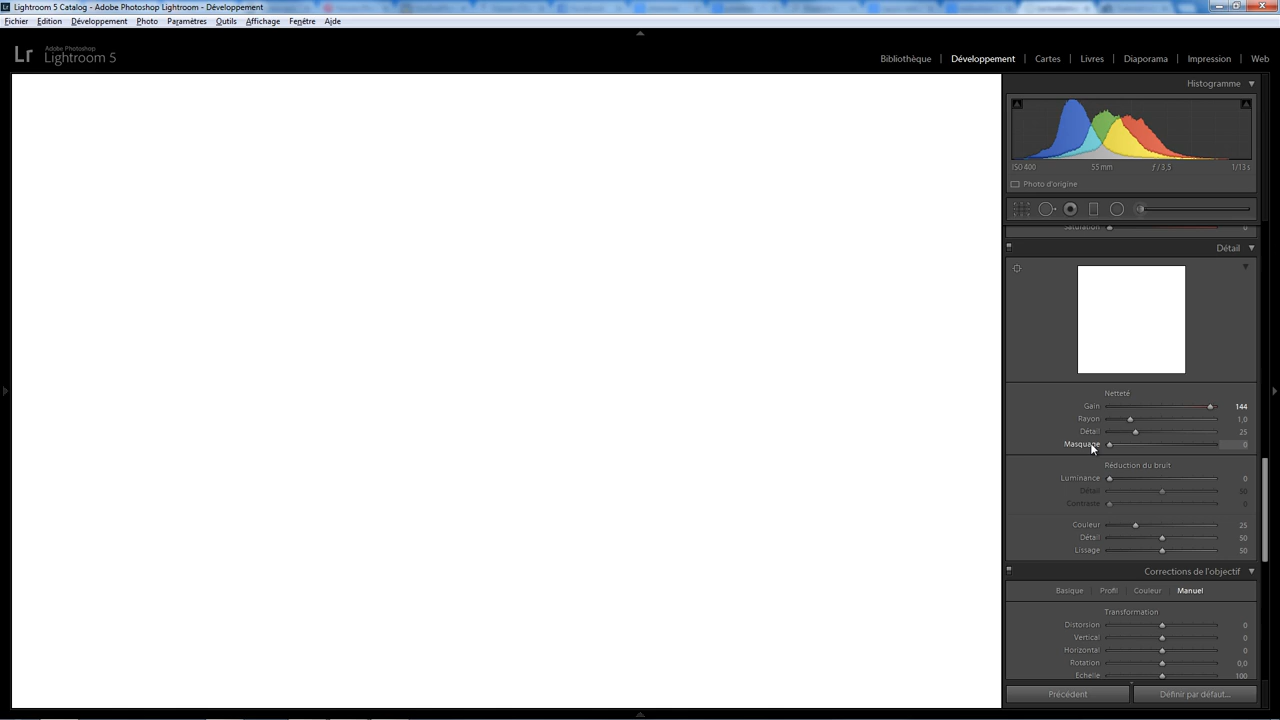 Lightroom 5 Catalog - Adobe Photoshop Lightroom - Développement
Fichier Edition Développement Photo Paramètres Outils Affichage Fenêtre Aide
Lr Adobe Photoshop
Lightroom 5
Bibliothèque | Développement | Cartes | Livres | Diaporama | Impression | Web
Histogramme
ISO 400 55 mm ƒ / 3,5 1/13 s
Photo d'origine
Saturation 0
Détail
Netteté
Gain 144
Rayon 1,0
Détail 25
Masquage 0
Réduction du bruit
Luminance 0
Détail 50
Contraste 0
Couleur 25
Détail 50
Lissage 50
Corrections de l'objectif
Basique Profil Couleur Manuel
Transformation
Distorsion 0
Vertical 0
Horizontal 0
Rotation 0,0
Echelle 100
Précédent Définir par défaut...